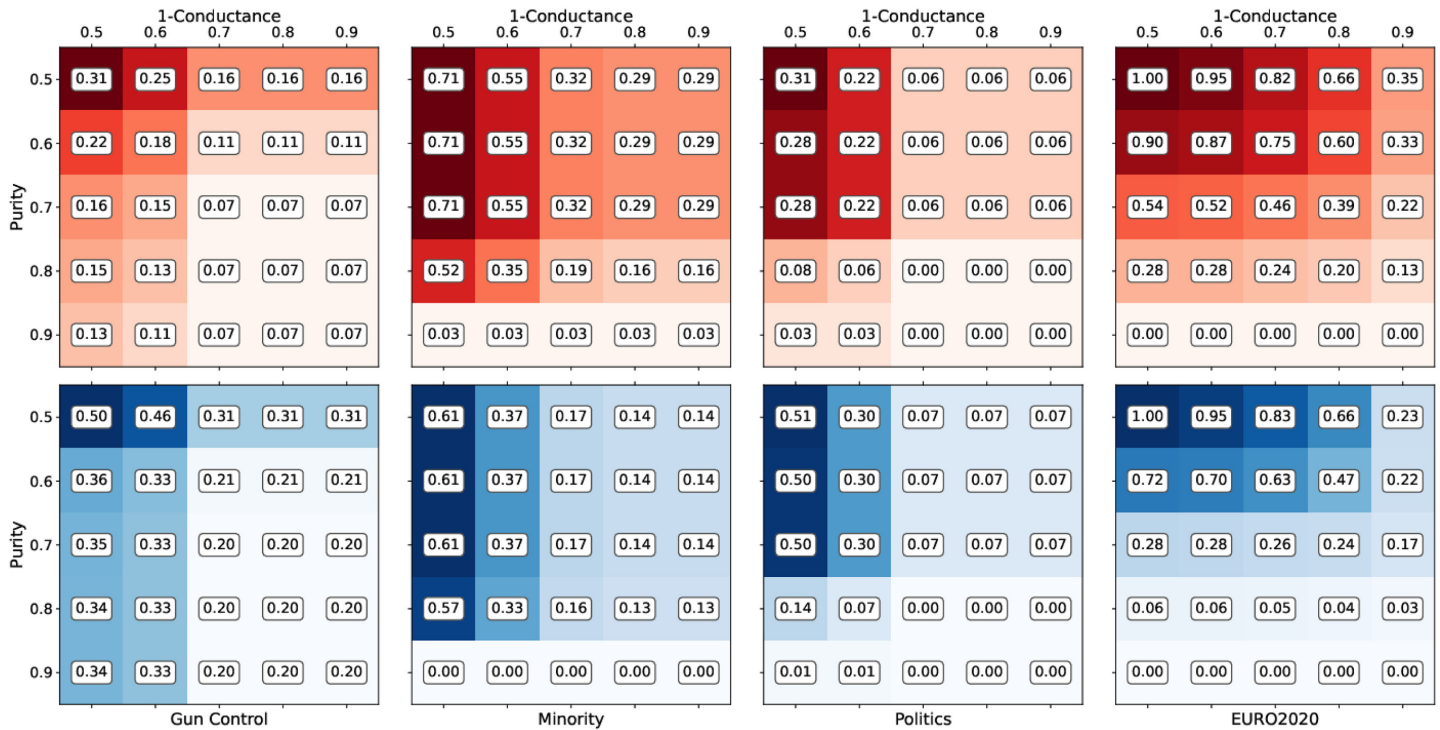 1-Conductance 1-Conductance 1-Conductance 1-Conductance
0.5 0.6 0.7 0.8 0.9 0.5 0.6 0.7 0.8 0.9 0.5 0.6 0.7 0.8 0.9 0.5 0.6 0.7 0.8 0.9
0.5 0.31 0.25 0.16 0.16 0.16 0.71 0.55 0.32 0.29 0.29 0.31 0.22 0.06 0.06 0.06 1.00 0.95 0.82 0.66 0.35
0.6 0.22 0.18 0.11 0.11 0.11 0.71 0.55 0.32 0.29 0.29 0.28 0.22 0.06 0.06 0.06 0.90 0.87 0.75 0.60 0.33
Purity
0.7 0.16 0.15 0.07 0.07 0.07 0.71 0.55 0.32 0.29 0.29 0.28 0.22 0.06 0.06 0.06 0.54 0.52 0.46 0.39 0.22
0.8 0.15 0.13 0.07 0.07 0.07 0.52 0.35 0.19 0.16 0.16 0.08 0.06 0.00 0.00 0.00 0.28 0.28 0.24 0.20 0.13
0.9 0.13 0.11 0.07 0.07 0.07 0.03 0.03 0.03 0.03 0.03 0.03 0.03 0.00 0.00 0.00 0.00 0.00 0.00 0.00 0.00
0.5 0.50 0.46 0.31 0.31 0.31 0.61 0.37 0.17 0.14 0.14 0.51 0.30 0.07 0.07 0.07 1.00 0.95 0.83 0.66 0.23
0.6 0.36 0.33 0.21 0.21 0.21 0.61 0.37 0.17 0.14 0.14 0.50 0.30 0.07 0.07 0.07 0.72 0.70 0.63 0.47 0.22
Purity
0.7 0.35 0.33 0.20 0.20 0.20 0.61 0.37 0.17 0.14 0.14 0.50 0.30 0.07 0.07 0.07 0.28 0.28 0.26 0.24 0.17
0.8 0.34 0.33 0.20 0.20 0.20 0.57 0.33 0.16 0.13 0.13 0.14 0.07 0.00 0.00 0.00 0.06 0.06 0.05 0.04 0.03
0.9 0.34 0.33 0.20 0.20 0.20 0.00 0.00 0.00 0.00 0.00 0.01 0.01 0.00 0.00 0.00 0.00 0.00 0.00 0.00 0.00
Gun Control Minority Politics EURO2020